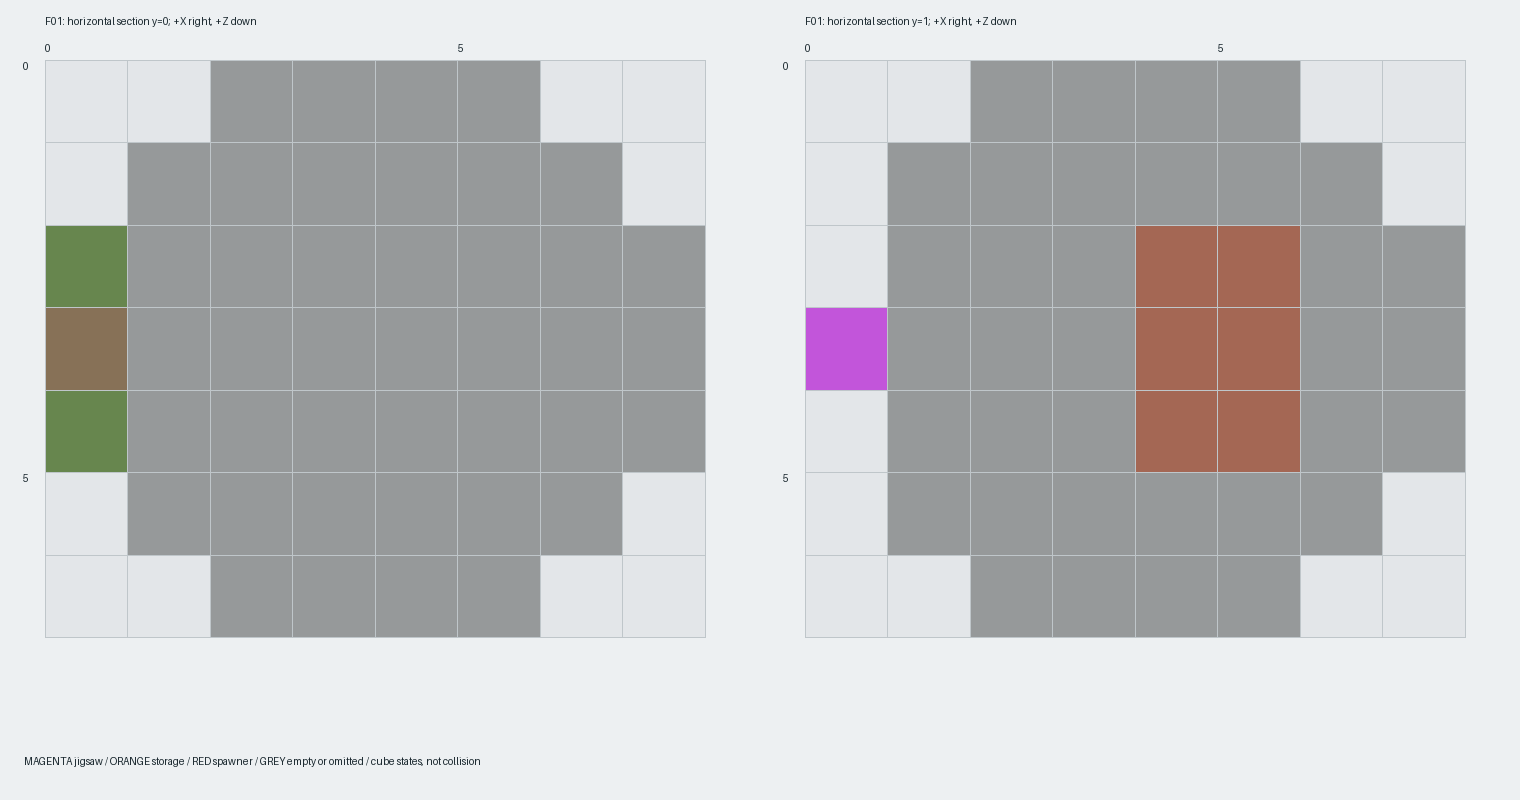 F01: horizontal section y=0; +X right, +Z down
F01: horizontal section y=1; +X right, +Z down
0 5
0 5
0
0
5
5
MAGENTA jigsaw / ORANGE storage / RED spawner / GREY empty or omitted / cube states, not collision